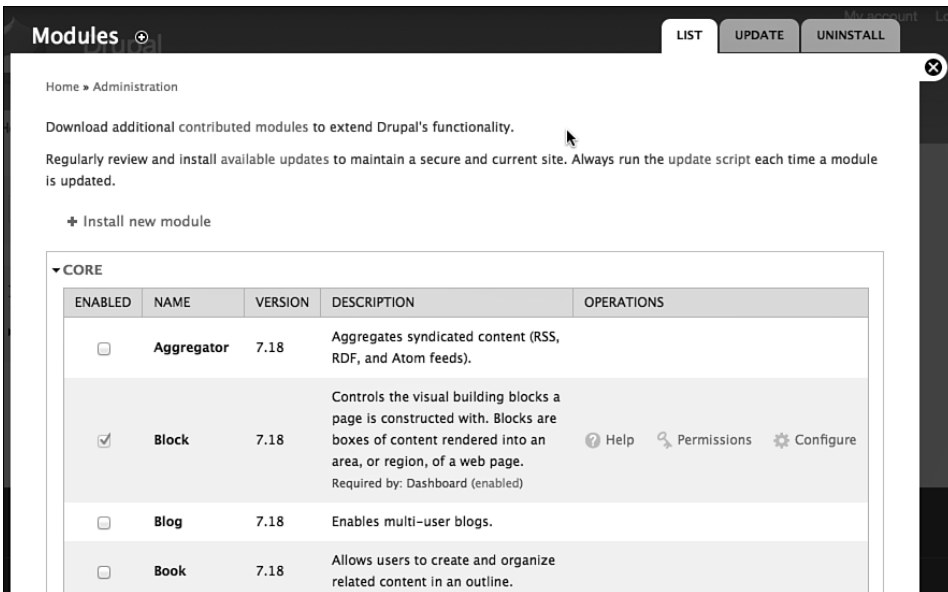 My account
Modules
Drupal
LIST
UPDATE
UNINSTALL
Home » Administration
Download additional contributed modules to extend Drupal's functionality.
Regularly review and install available updates to maintain a secure and current site. Always run the update script each time a module
is updated.
+ Install new module
CORE
ENABLED NAME VERSION DESCRIPTION OPERATIONS
Aggregator 7.18 Aggregates syndicated content (RSS,
RDF, and Atom feeds).
Controls the visual building blocks a
page is constructed with. Blocks are
Block 7.18 boxes of content rendered into an Help Permissions Configure
area, or region, of a web page.
Required by: Dashboard (enabled)
Blog 7.18 Enables multi-user blogs.
Allows users to create and organize
Book 7.18
related content in an outline.